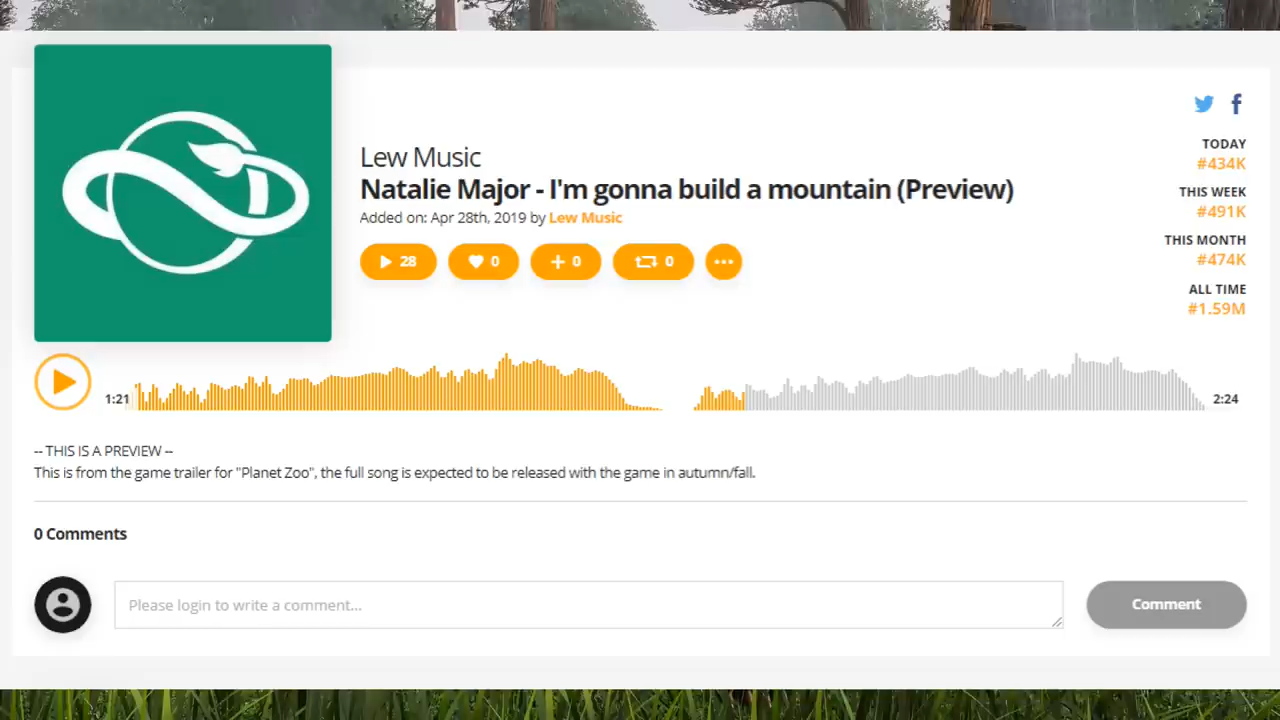 Lew Music
Natalie Major - I'm gonna build a mountain (Preview)
Added on: Apr 28th, 2019 by Lew Music
28
0
0
0
TODAY
#434K
THIS WEEK
#491K
THIS MONTH
#474K
ALL TIME
#1.59M
1:21
2:24
-- THIS IS A PREVIEW --
This is from the game trailer for "Planet Zoo", the full song is expected to be released with the game in autumn/fall.
0 Comments
Please login to write a comment...
Comment